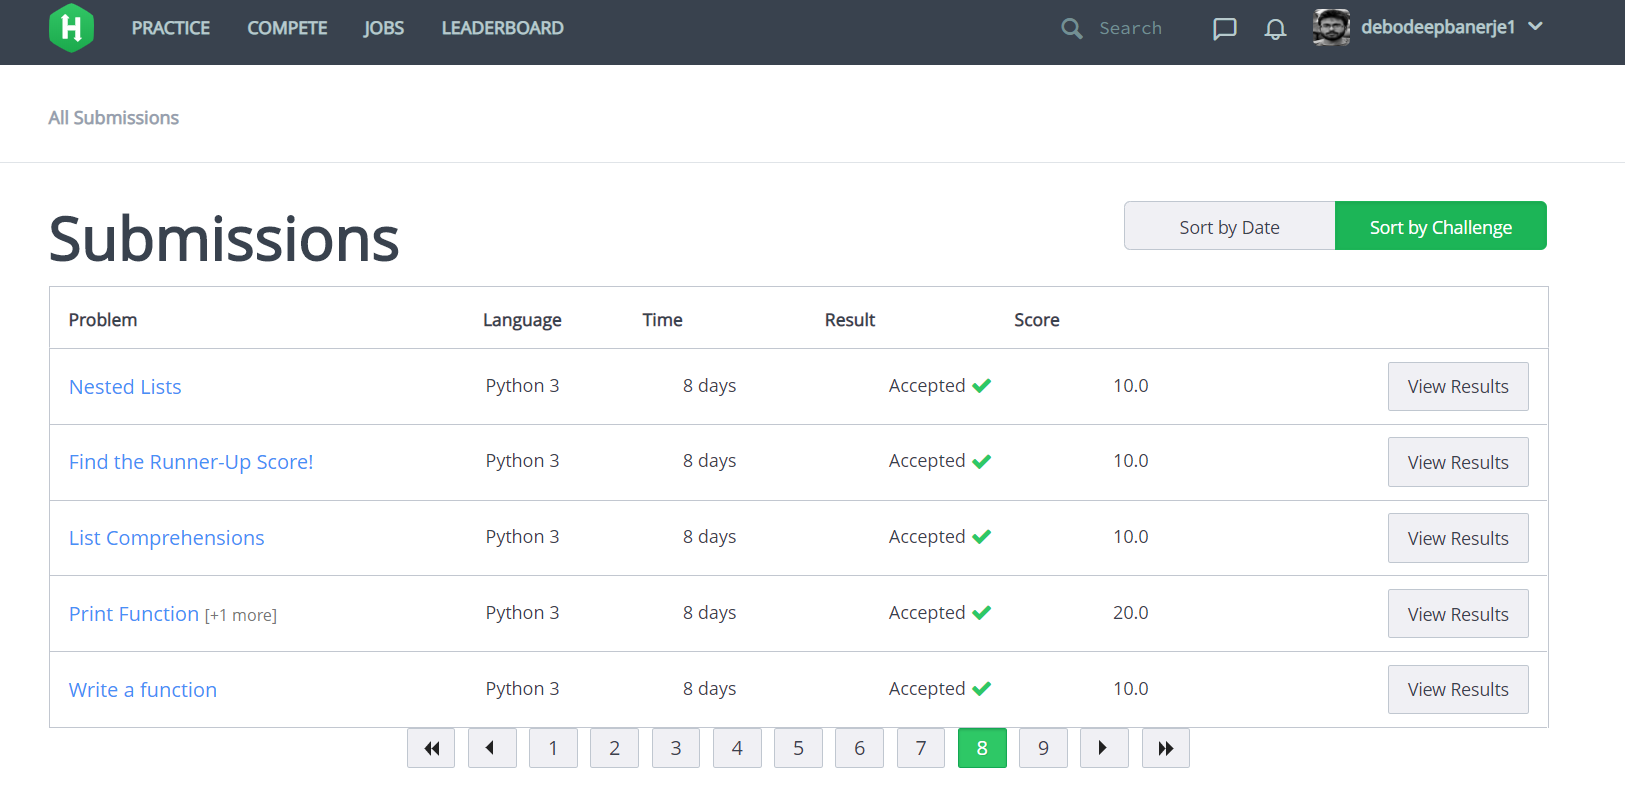 H PRACTICE COMPETE JOBS LEADERBOARD Search debodeepbanerje1
All Submissions
Submissions
Sort by Date Sort by Challenge
Problem Language Time Result Score
Nested Lists Python 3 8 days Accepted 10.0 View Results
Find the Runner-Up Score! Python 3 8 days Accepted 10.0 View Results
List Comprehensions Python 3 8 days Accepted 10.0 View Results
Print Function [+1 more] Python 3 8 days Accepted 20.0 View Results
Write a function Python 3 8 days Accepted 10.0 View Results
1 2 3 4 5 6 7 8 9